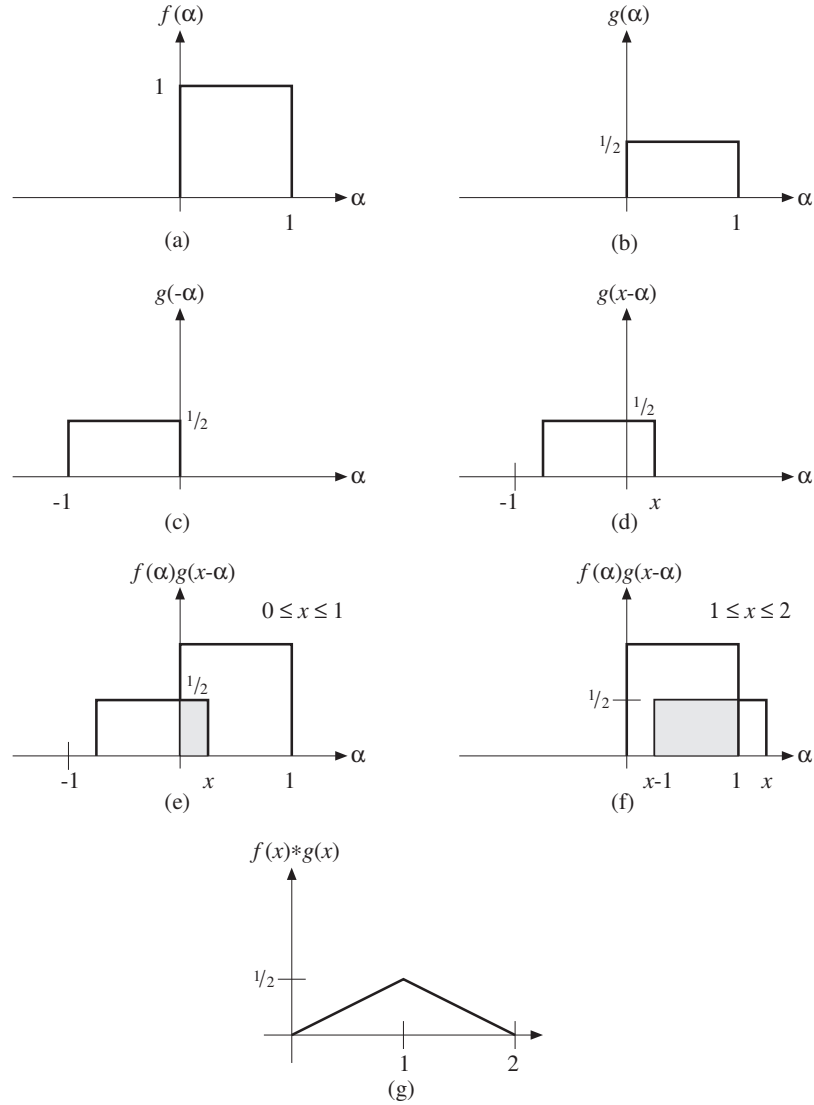 f(α)
1
α
1
(a)
g(α)
1/2
α
1
(b)
g(-α)
1/2
α
-1
(c)
g(x-α)
1/2
α
-1
x
(d)
f(α)g(x-α)
0 ≤ x ≤ 1
1/2
α
-1
x
1
(e)
f(α)g(x-α)
1 ≤ x ≤ 2
1/2
α
x-1
1
x
(f)
f(x)*g(x)
1/2
1
2
(g)